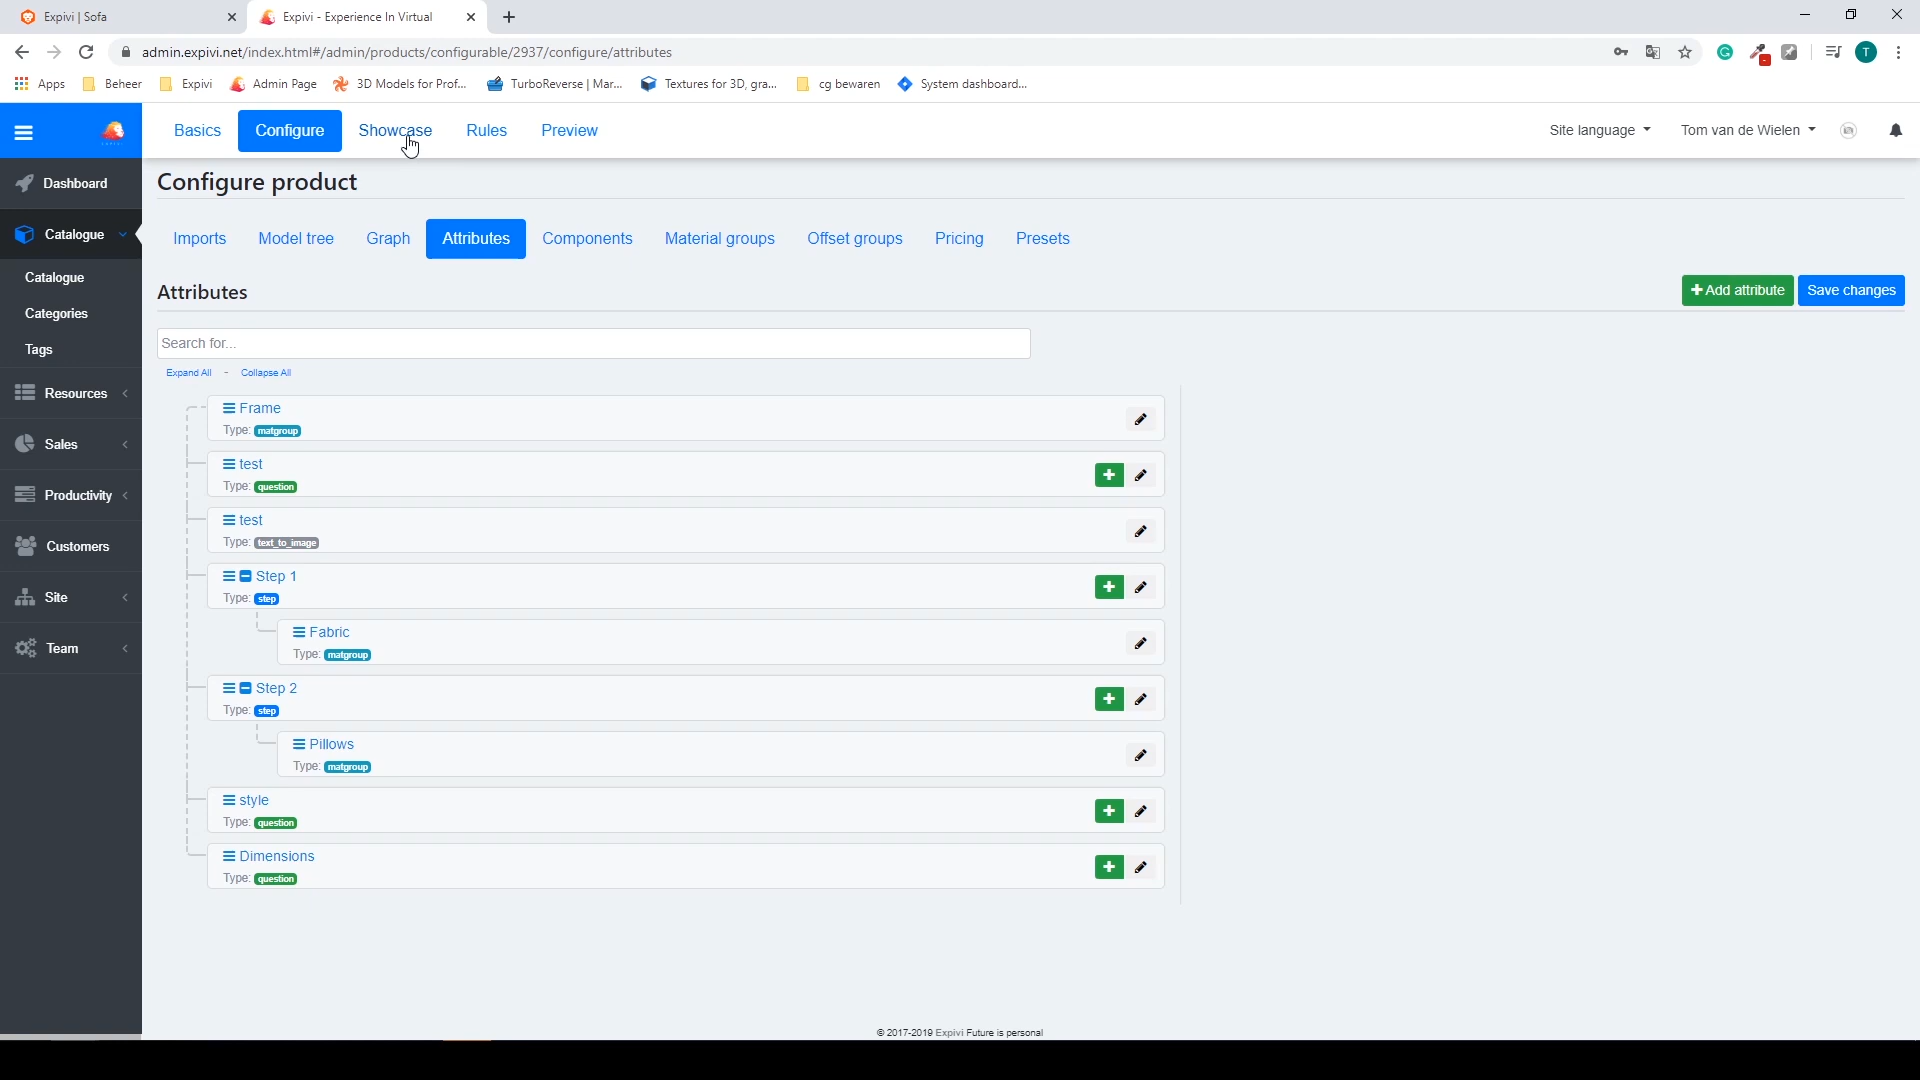 Expivi | Sofa
Expivi - Experience In Virtual
admin.expivi.net/index.html#/admin/products/configurable/2937/configure/attributes
Apps
Beheer
Expivi
Admin Page
3D Models for Prof...
TurboReverse | Mar...
Textures for 3D, gra...
cg bewaren
System dashboard...
Basics
Configure
Showcase
Rules
Preview
Site language
Tom van de Wielen
T
Dashboard
Catalogue
Catalogue
Categories
Tags
Resources
Sales
Productivity
Customers
Site
Team
Configure product
Imports
Model tree
Graph
Attributes
Components
Material groups
Offset groups
Pricing
Presets
Attributes
Add attribute
Save changes
Search for...
Expand All - Collapse All
Frame
Type: matgroup
test
Type: question
test
Type: text_to_image
Step 1
Type: step
Fabric
Type: matgroup
Step 2
Type: step
Pillows
Type: matgroup
style
Type: question
Dimensions
Type: question
© 2017-2019 Expivi Future is personal